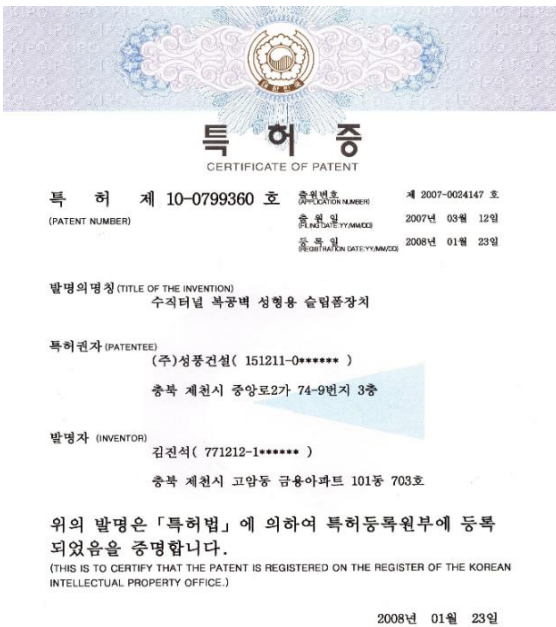 대한민국
특 허 증
CERTIFICATE OF PATENT
특 허 제 10-0799360 호
(PATENT NUMBER)
출원번호 제 2007-0024147 호
(APPLICATION NUMBER)
출 원 일 2007년 03월 12일
(FILING DATE:YY/MM/DD)
등 록 일 2008년 01월 23일
(REGISTRATION DATE:YY/MM/DD)
발명의명칭 (TITLE OF THE INVENTION)
수직터널 복공벽 성형용 슬립폼장치
특허권자 (PATENTEE)
(주)성풍건설( 151211-0****** )
충북 제천시 중앙로2가 74-9번지 3층
발명자 (INVENTOR)
김진석( 771212-1****** )
충북 제천시 고암동 금용아파트 101동 703호
위의 발명은 「특허법」에 의하여 특허등록원부에 등록
되었음을 증명합니다.
(THIS IS TO CERTIFY THAT THE PATENT IS REGISTERED ON THE REGISTER OF THE KOREAN
INTELLECTUAL PROPERTY OFFICE.)
2008년 01월 23일